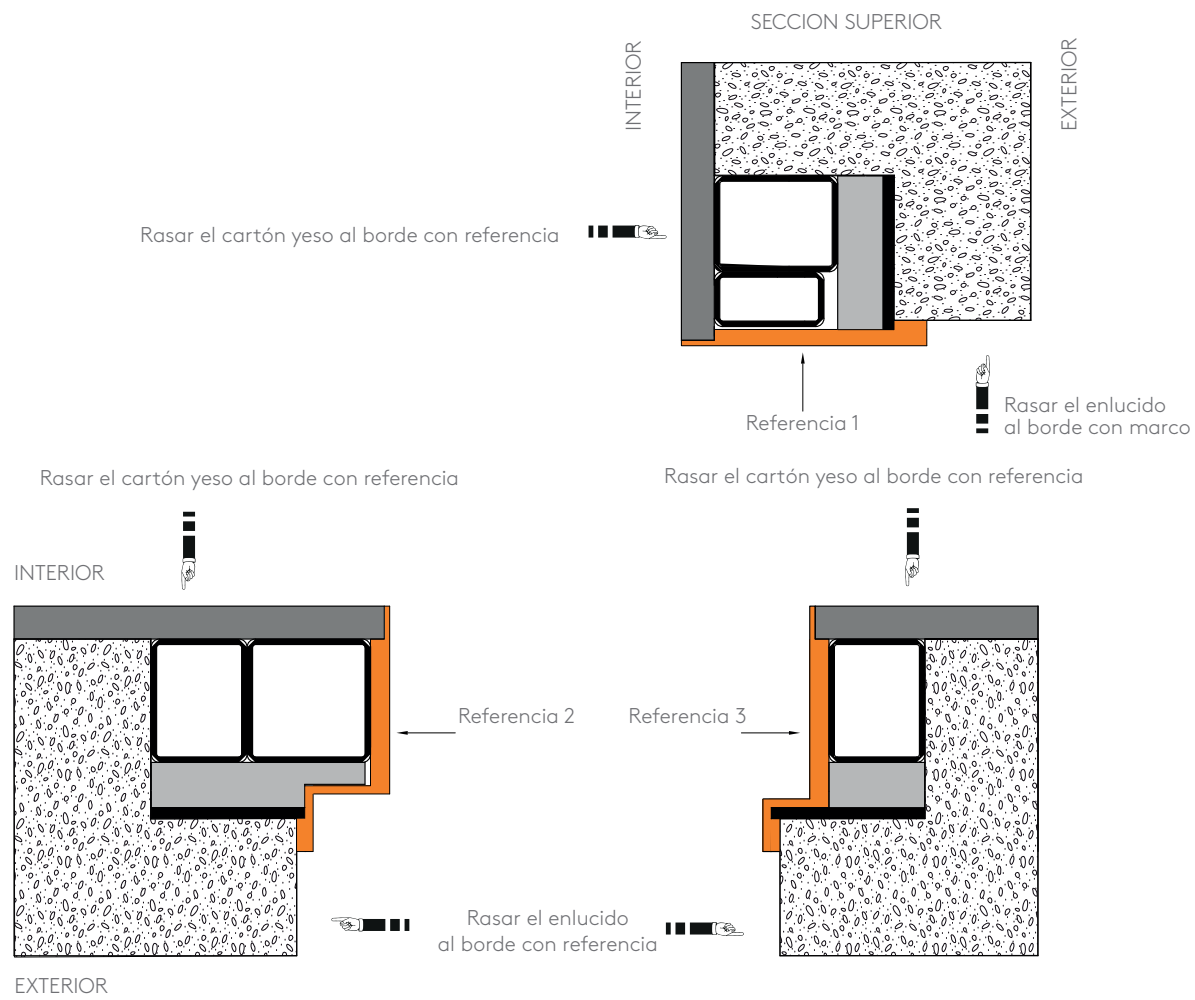 SECCION SUPERIOR
INTERIOR
EXTERIOR
Rasar el cartón yeso al borde con referencia
Referencia 1
Rasar el enlucido
al borde con marco
Rasar el cartón yeso al borde con referencia
Rasar el cartón yeso al borde con referencia
INTERIOR
Referencia 2
Referencia 3
Rasar el enlucido
al borde con referencia
EXTERIOR